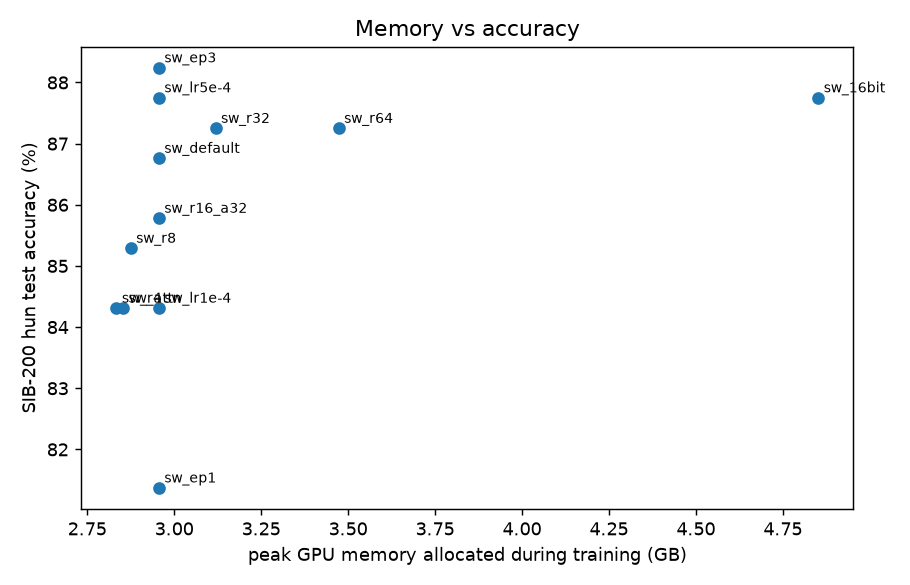 Memory vs accuracy
sw_ep3
sw_lr5e-4
sw_16bit
sw_r32
sw_r64
sw_default
sw_r16_a32
sw_r8
sw_lr1e-4
sw_ep1
88
87
86
85
84
83
82
SIB-200 hun test accuracy (%)
2.75 3.00 3.25 3.50 3.75 4.00 4.25 4.50 4.75
peak GPU memory allocated during training (GB)